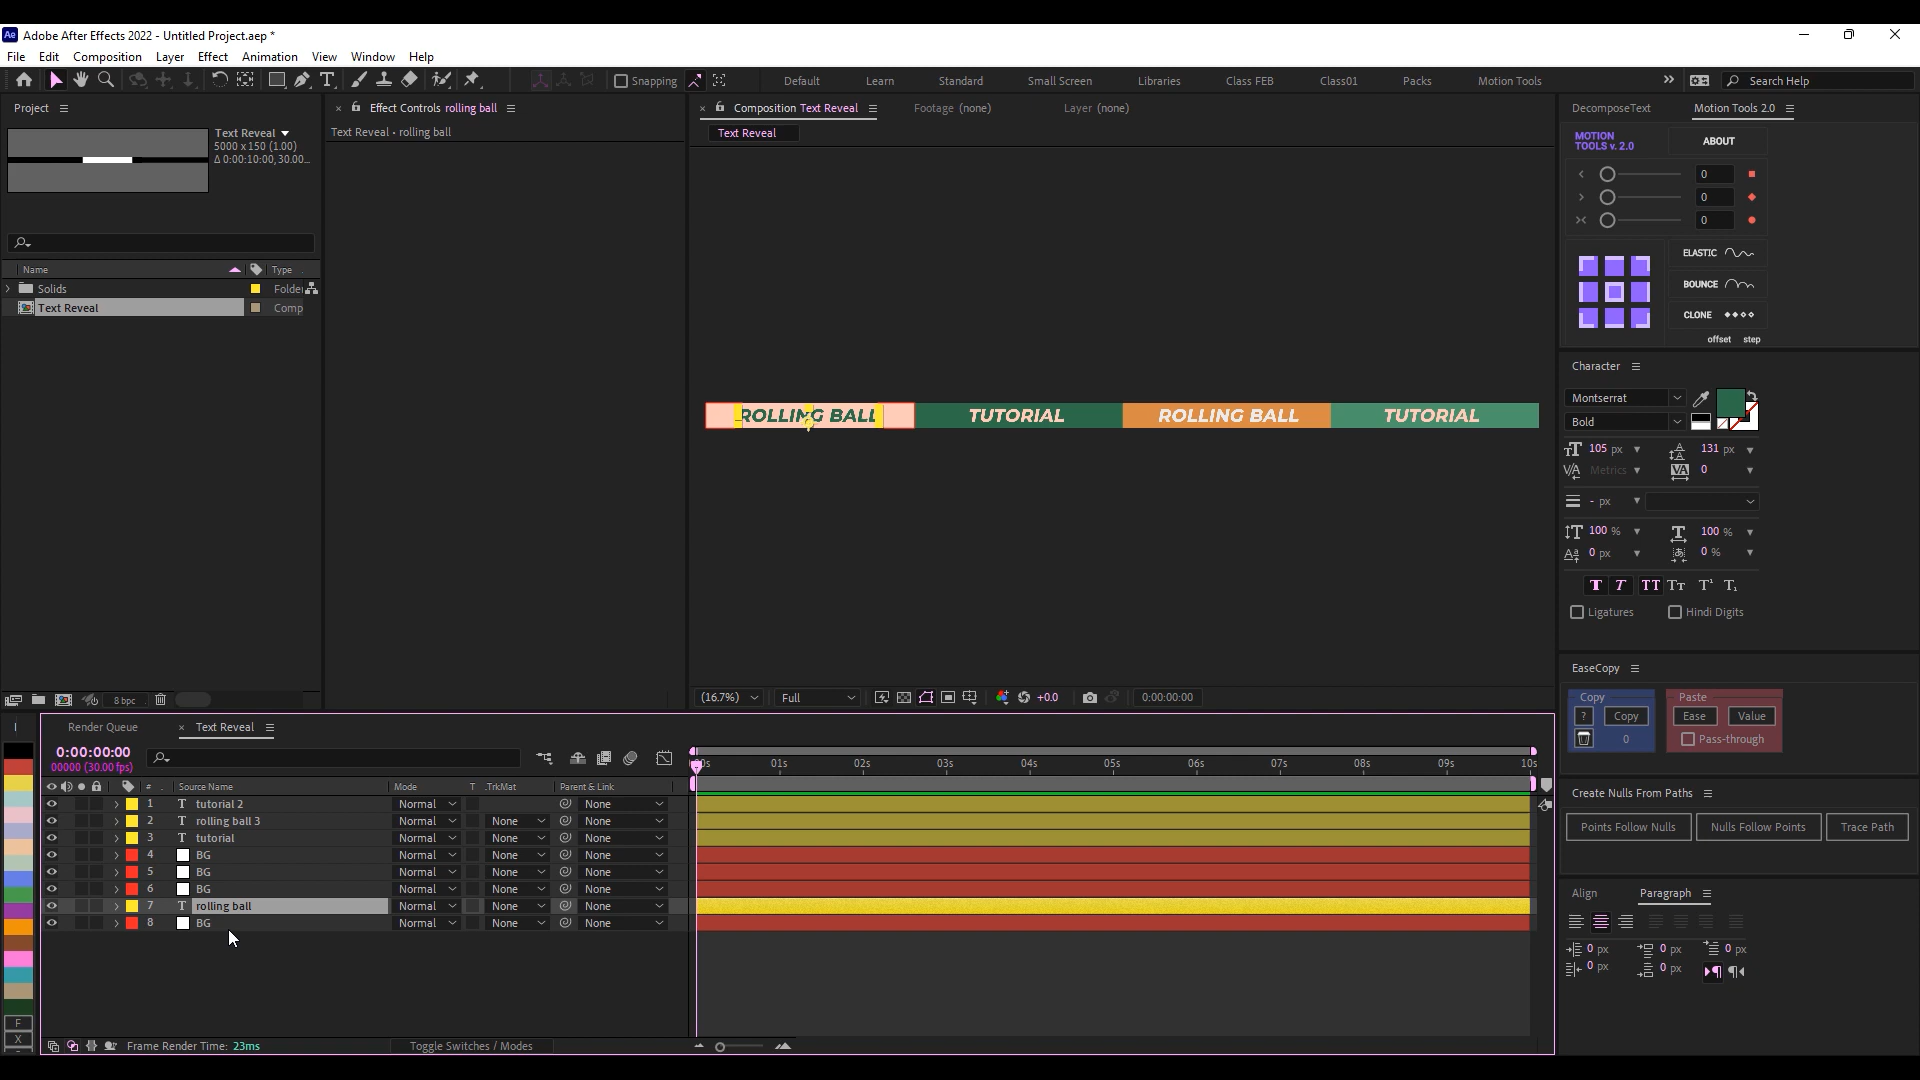 Ae Adobe After Effects 2022 - Untitled Project.aep *
File Edit Composition Layer Effect Animation View Window Help
Snapping Default Learn Standard Small Screen Libraries Class FEB Class01 Packs Motion Tools » Search Help
Project
Effect Controls rolling ball
Composition Text Reveal
Footage (none)
Layer (none)
DecomposeText
Motion Tools 2.0
Text Reveal
5000 x 150 (1.00)
Δ 0:00:10:00, 30.00...
Text Reveal • rolling ball
Text Reveal
MOTION
TOOLS v. 2.0
ABOUT
0
0
0
ELASTIC
BOUNCE
CLONE
offset step
Name Type
Solids Folde
Text Reveal Comp
ROLLING BALL TUTORIAL ROLLING BALL TUTORIAL
Character
Montserrat
Bold
105 px 131 px
Metrics 0
- px
100 % 100 %
0 px 0 %
T T TT Tt T¹ T₁
Ligatures Hindi Digits
EaseCopy
Copy Paste
? Copy Ease Value
0 Pass-through
8 bpc
(16.7%) Full +0.0 0:00:00:00
Render Queue
Text Reveal
0:00:00:00
00000 (30.00 fps)
01s 02s 03s 04s 05s 06s 07s 08s 09s 10s
# Source Name Mode T .TrkMat Parent & Link
1 T tutorial 2 Normal None
2 T rolling ball 3 Normal None None
3 T tutorial Normal None None
4 BG Normal None None
5 BG Normal None None
6 BG Normal None None
7 T rolling ball Normal None None
8 BG Normal None None
F
X
Frame Render Time: 23ms
Toggle Switches / Modes
Create Nulls From Paths
Points Follow Nulls Nulls Follow Points Trace Path
Align Paragraph
0 px 0 px 0 px
0 px 0 px